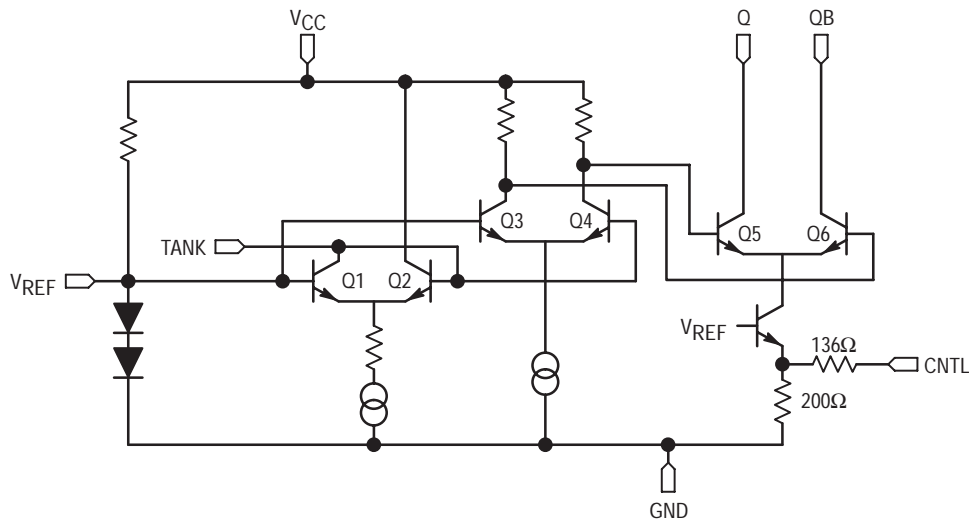 VCC
Q
QB
Q3
Q4
Q5
Q6
TANK
Q1
Q2
VREF
VREF
136Ω
CNTL
200Ω
GND